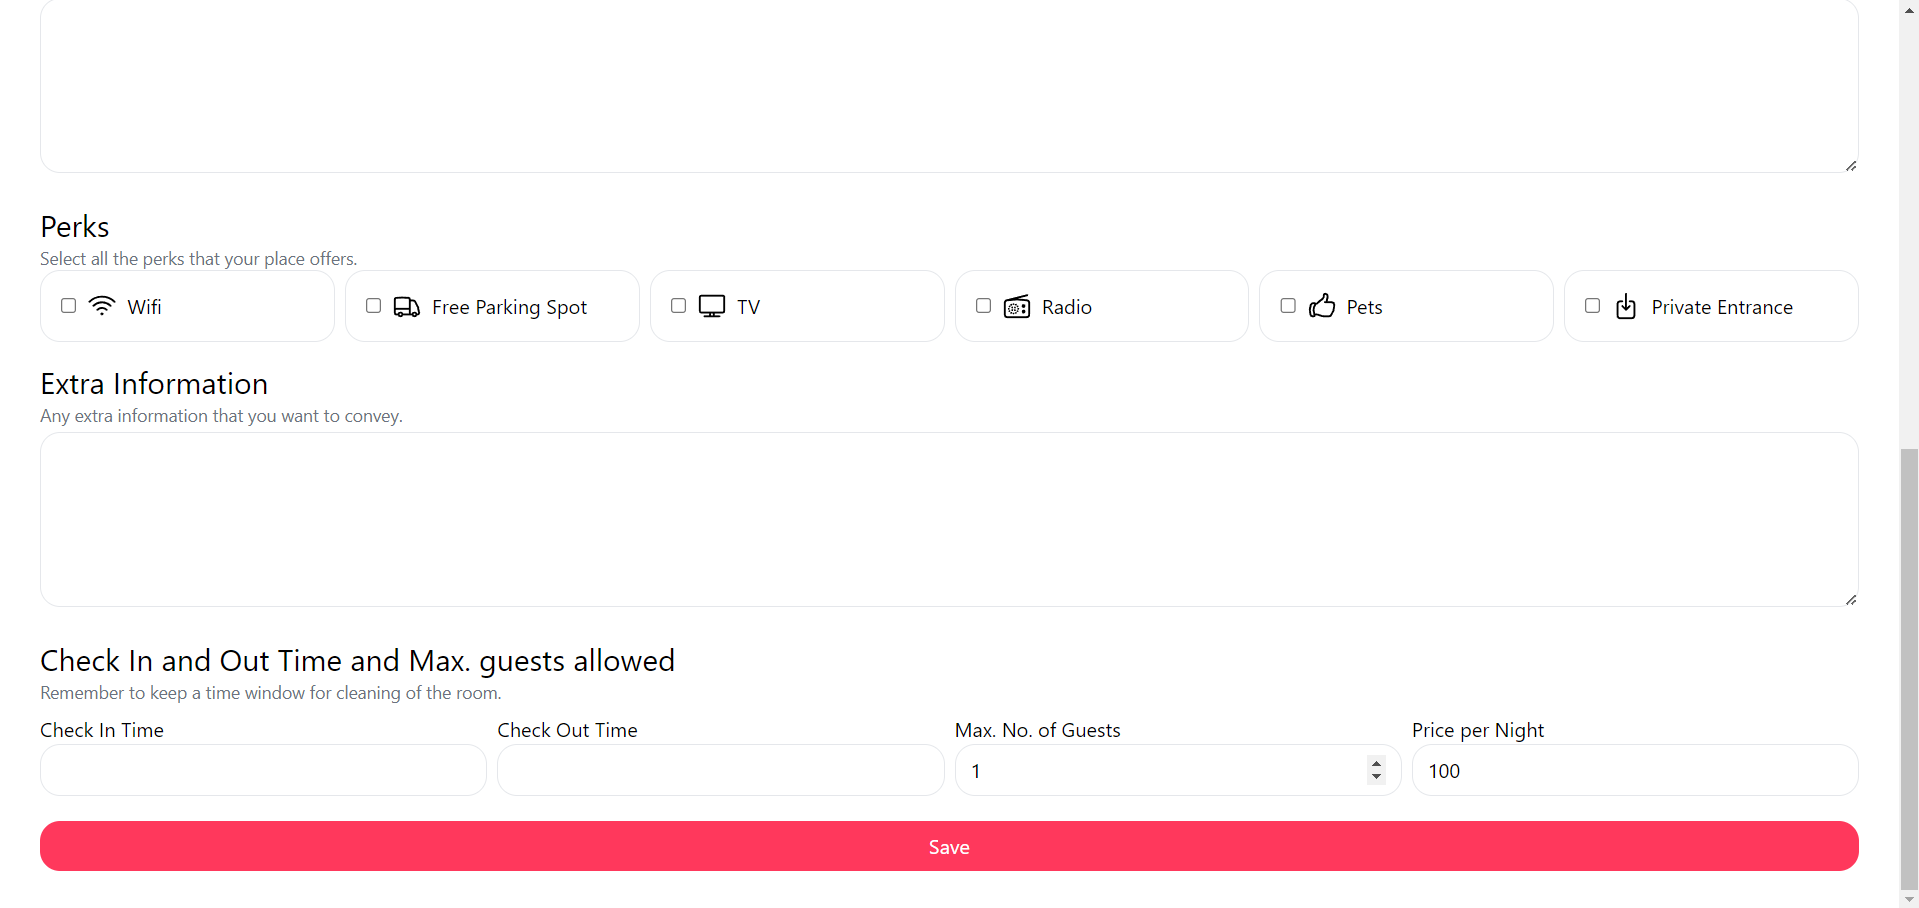 Perks
Select all the perks that your place offers.
Wifi
Free Parking Spot
TV
Radio
Pets
Private Entrance
Extra Information
Any extra information that you want to convey.
Check In and Out Time and Max. guests allowed
Remember to keep a time window for cleaning of the room.
Check In Time
Check Out Time
Max. No. of Guests
Price per Night
1
100
Save